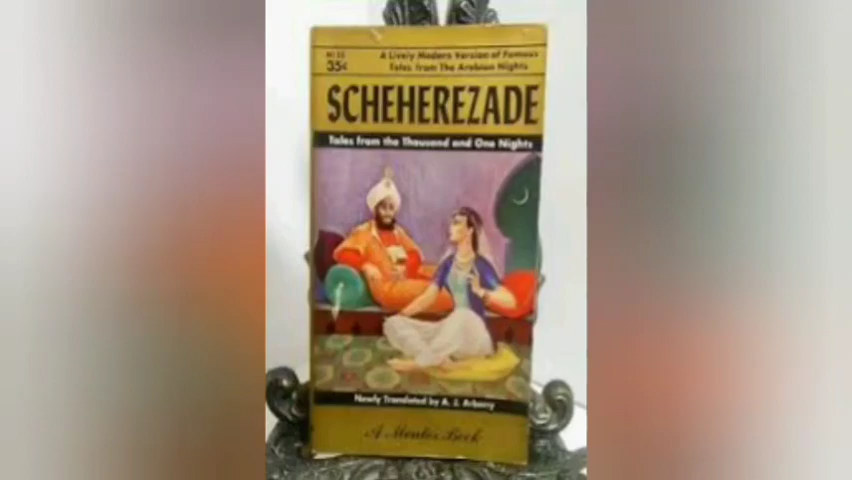 35¢
A Lively Modern Version of Famous
Tales from The Arabian Nights
SCHEHEREZADE
Tales from the Thousand and One Nights
Newly Translated by A. J. Arberry
A Mentor Book